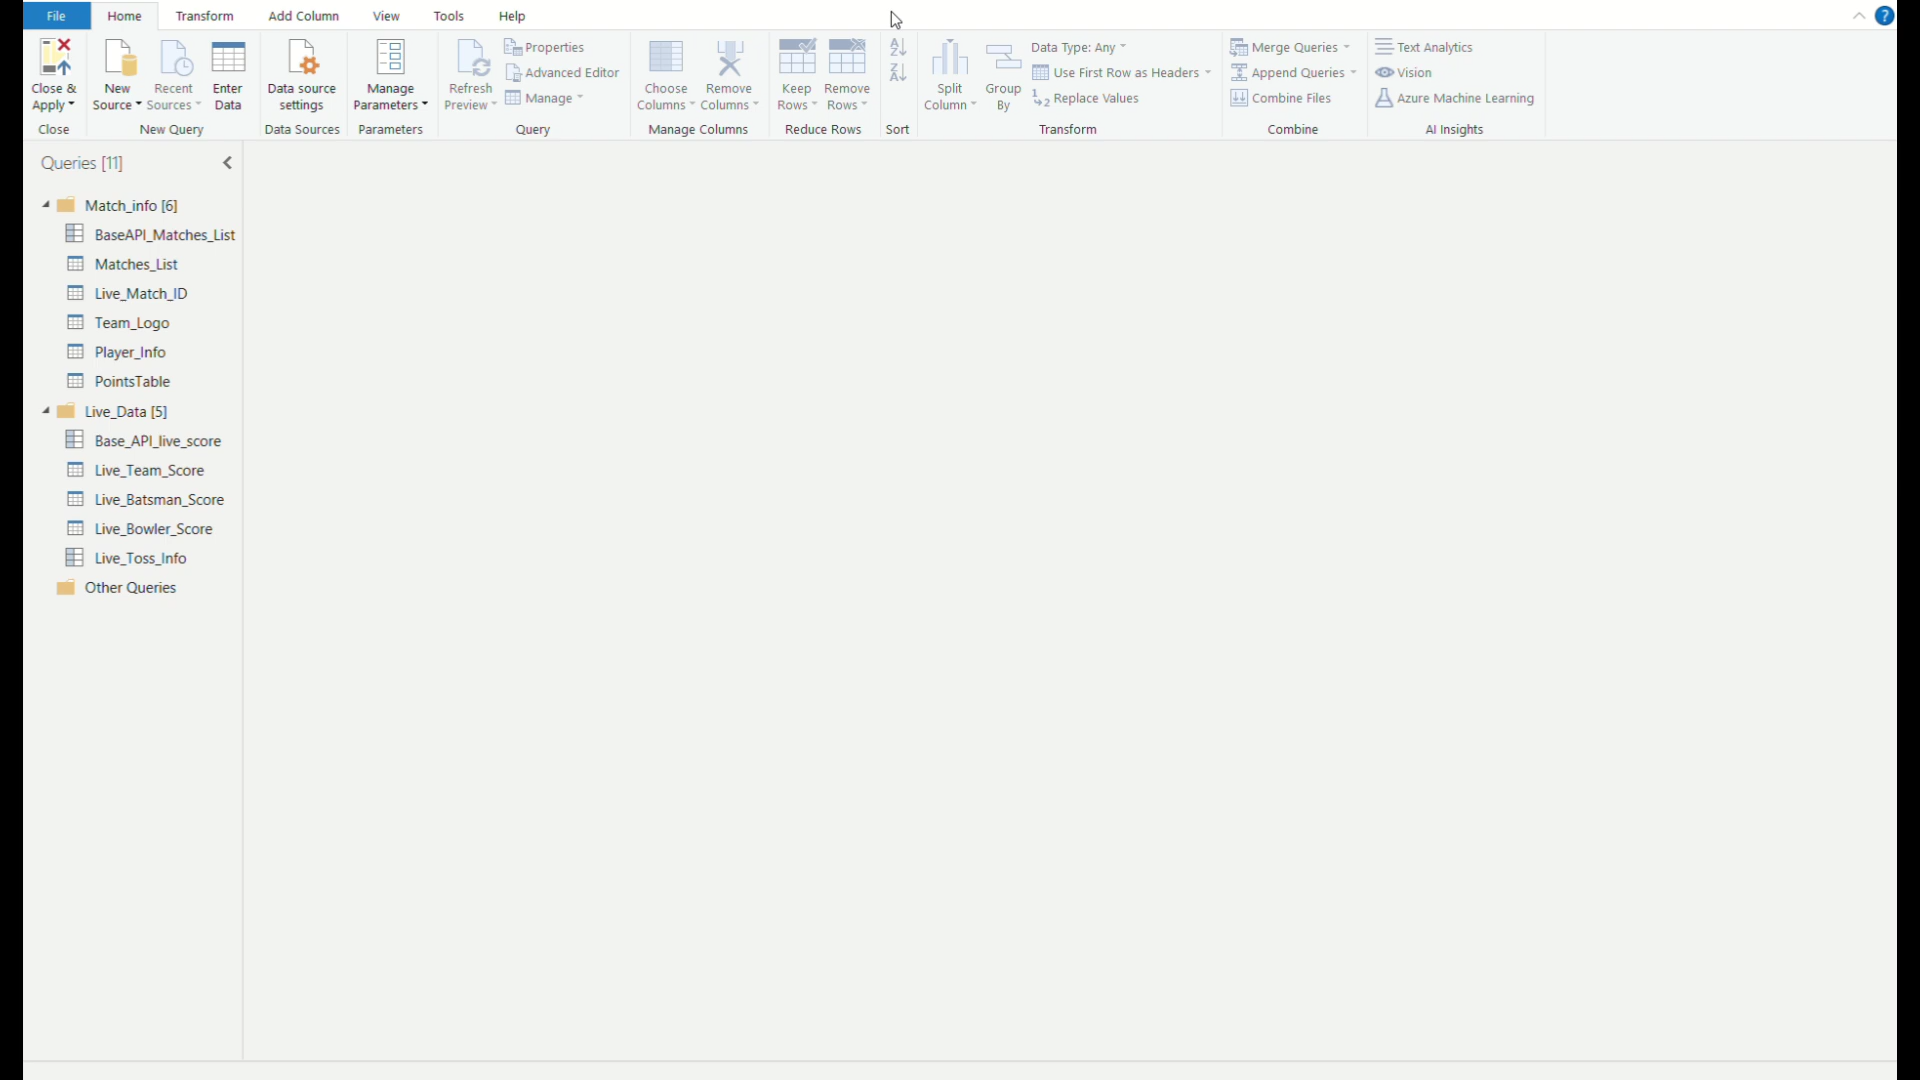 File Home Transform Add Column View Tools Help
Close & Apply
New Source
Recent Sources
Enter Data
Data source settings
Manage Parameters
Refresh Preview
Properties
Advanced Editor
Manage
Choose Columns
Remove Columns
Keep Rows
Remove Rows
Split Column
Group By
Data Type: Any
Use First Row as Headers
Replace Values
Merge Queries
Append Queries
Combine Files
Text Analytics
Vision
Azure Machine Learning
Close New Query Data Sources Parameters Query Manage Columns Reduce Rows Sort Transform Combine AI Insights
Queries [11]
Match_info [6]
BaseAPI_Matches_List
Matches_List
Live_Match_ID
Team_Logo
Player_Info
PointsTable
Live_Data [5]
Base_API_live_score
Live_Team_Score
Live_Batsman_Score
Live_Bowler_Score
Live_Toss_Info
Other Queries